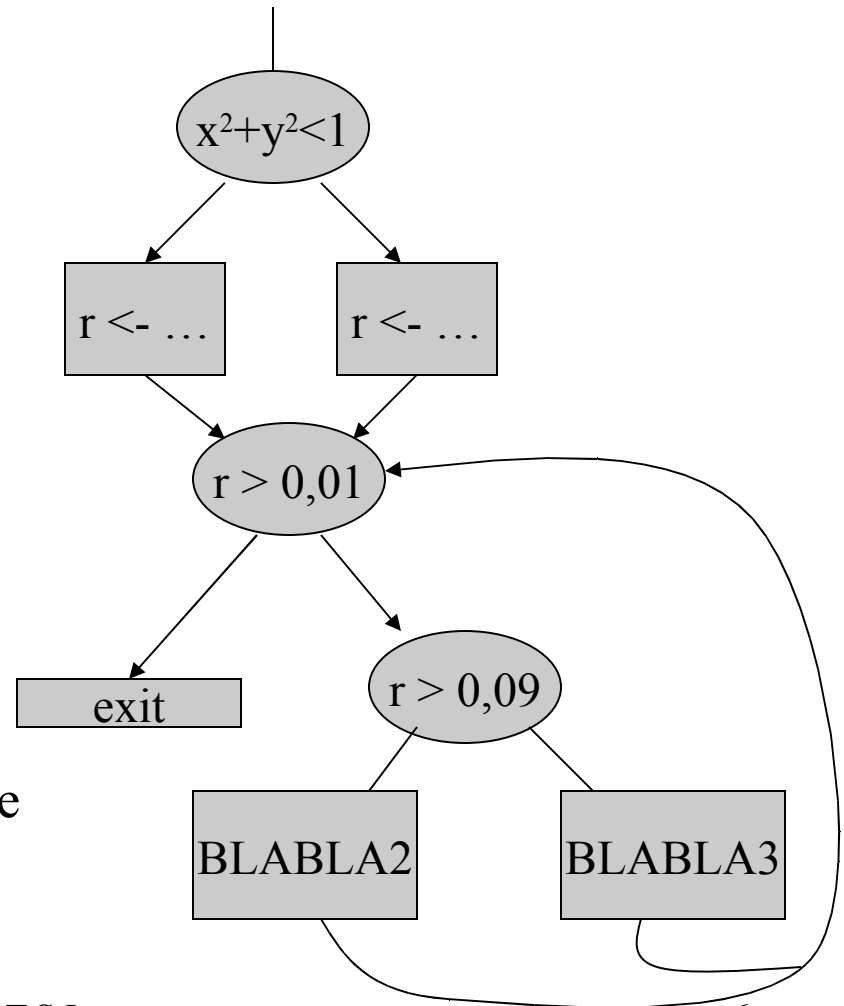 x²+y²<1
r <- …
r <- …
r > 0,01
r > 0,09
exit
e
BLABLA2
BLABLA3